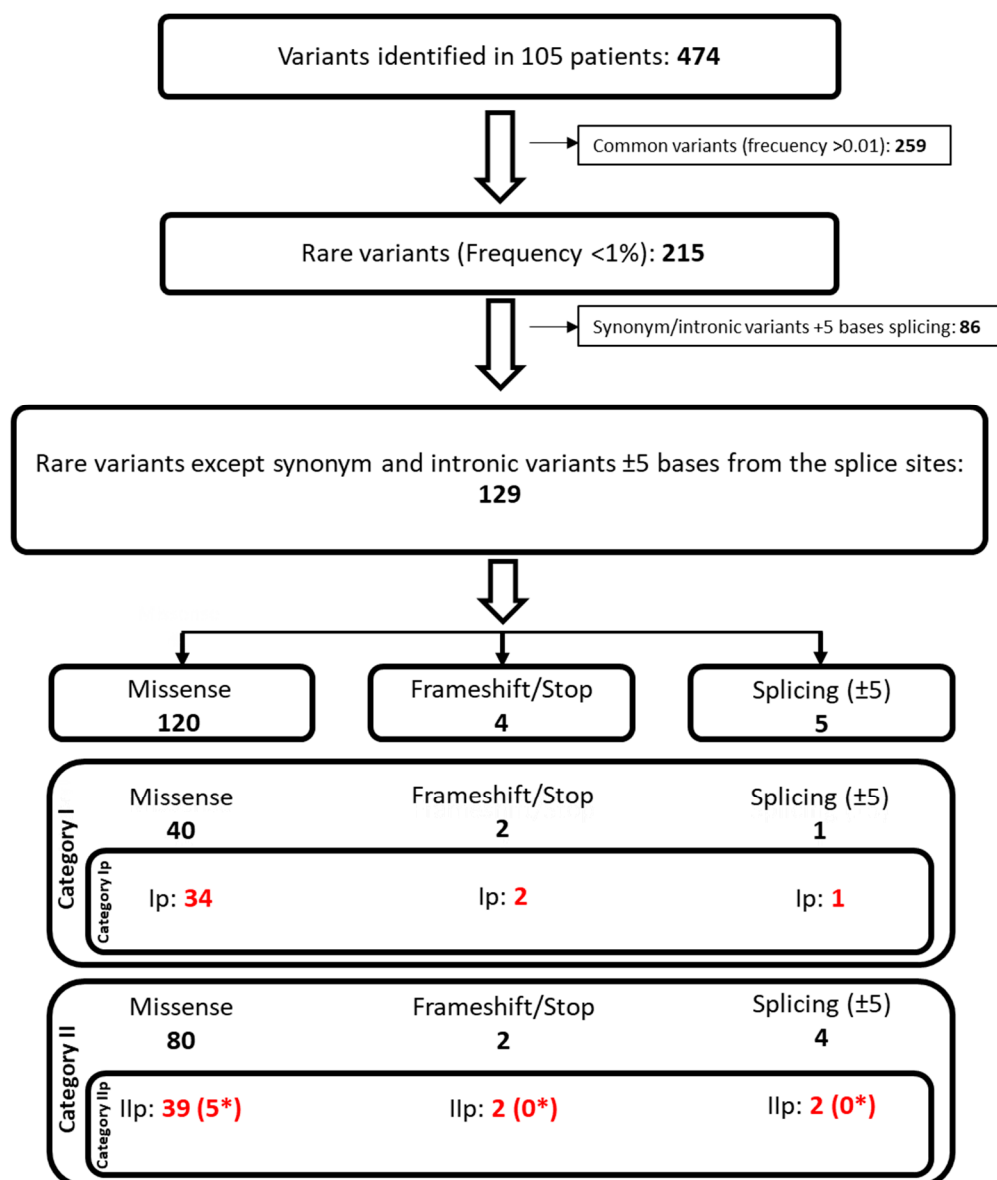 Variants identified in 105 patients: 474
Common variants (frecuency >0.01): 259
Rare variants (Frequency <1%): 215
Synonym/intronic variants +5 bases splicing: 86
Rare variants except synonym and intronic variants ±5 bases from the splice sites:
129
Missense
120
Frameshift/Stop
4
Splicing (±5)
5
Category I
Missense
40
Frameshift/Stop
2
Splicing (±5)
1
Category Ip
Ip: 34
Ip: 2
Ip: 1
Category II
Missense
80
Frameshift/Stop
2
Splicing (±5)
4
Category IIp
IIp: 39 (5*)
IIp: 2 (0*)
IIp: 2 (0*)